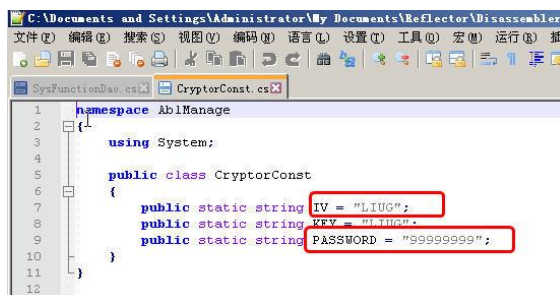 C:\Documents and Settings\Administrator\My Documents\Reflector\Disassembler
文件(F) 编辑(E) 搜索(S) 视图(V) 编码(N) 语言(L) 设置(T) 工具(O) 宏(M) 运行(R)
SysFunctionDao.cs CryptorConst.cs
1 namespace AblManage
2 {
3 using System;
4
5 public class CryptorConst
6 {
7 public static string IV = "LIUG";
8 public static string KEY = "LIUG";
9 public static string PASSWORD = "99999999";
10 }
11 }
12